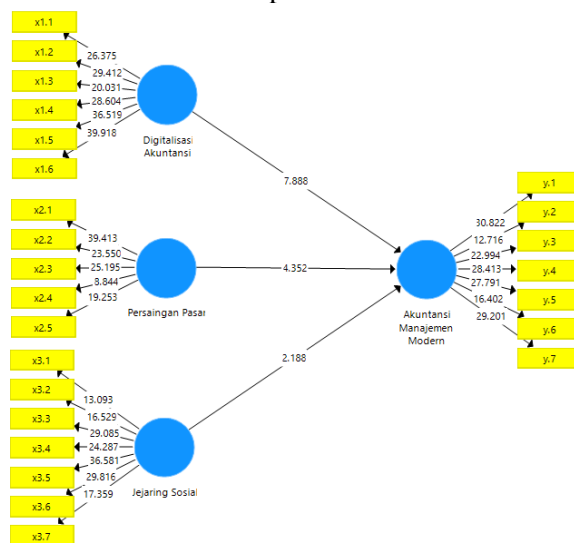 x1.1
x1.2
x1.3
x1.4
x1.5
x1.6
26.375
29.412
20.031
28.604
36.519
39.918
Digitalisasi
Akuntansi
7.888
x2.1
x2.2
x2.3
x2.4
x2.5
39.413
23.550
25.195
8.844
19.253
Persaingan Pasar
4.352
x3.1
x3.2
x3.3
x3.4
x3.5
x3.6
x3.7
13.093
16.529
29.085
24.287
36.581
29.816
17.359
Jejaring Sosial
2.188
Akuntansi
Manajemen
Modern
30.822
12.716
22.994
28.413
27.791
16.402
29.201
y.1
y.2
y.3
y.4
y.5
y.6
y.7